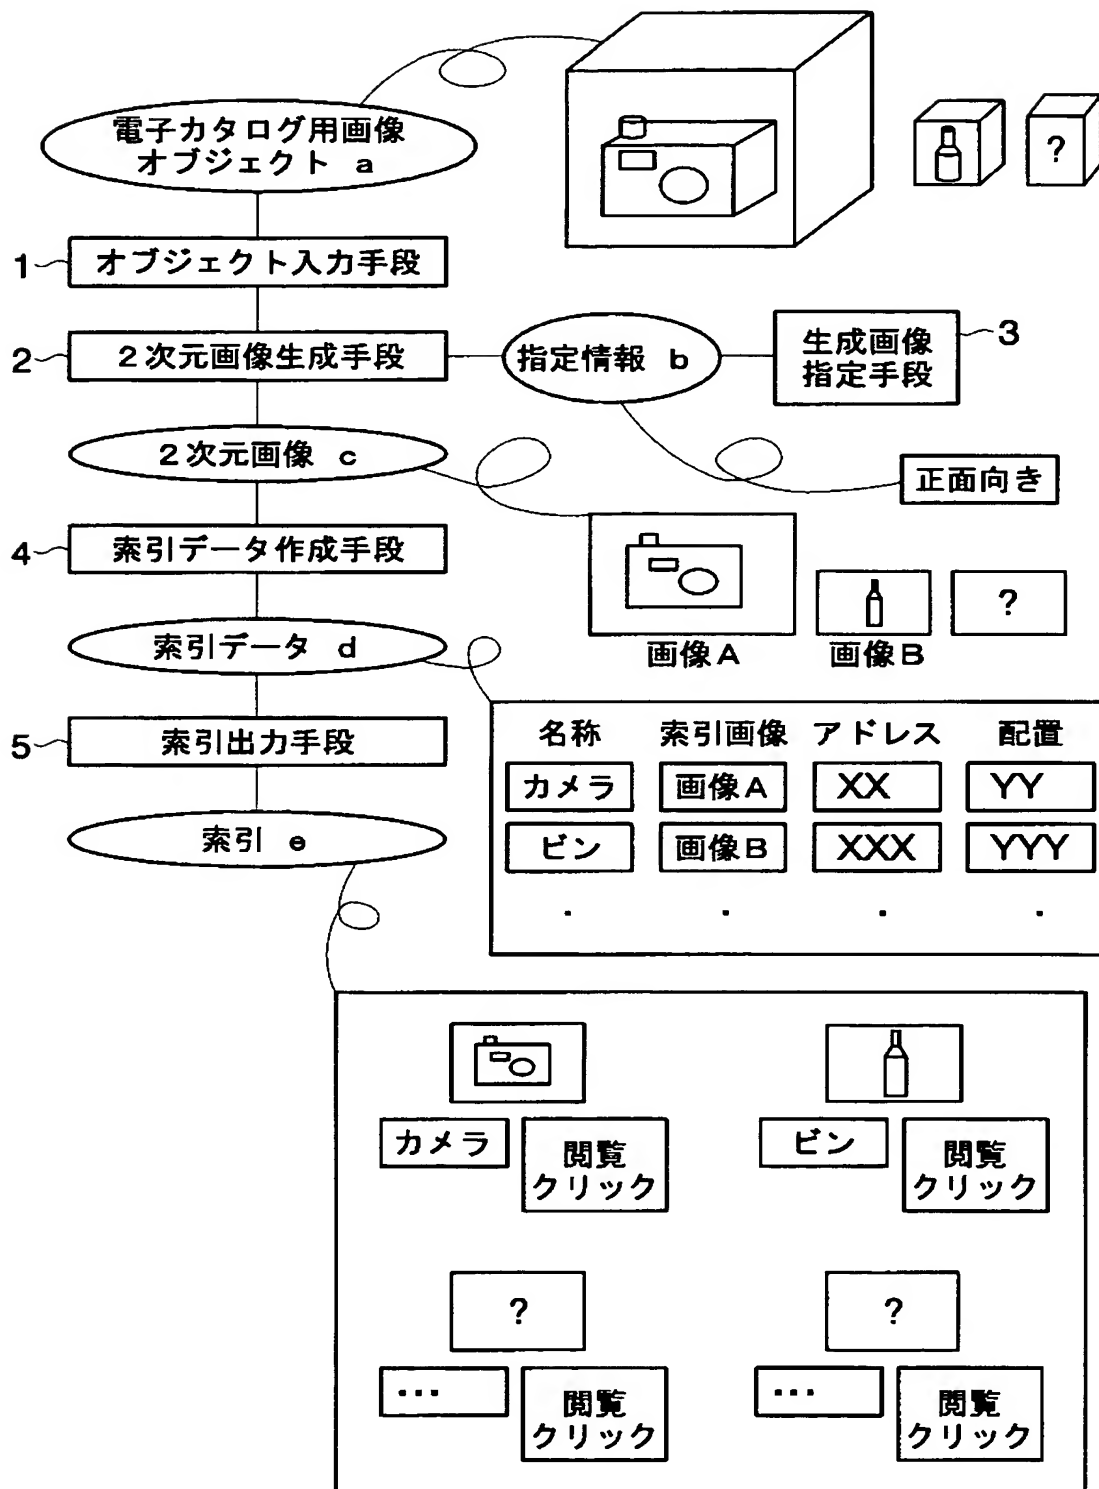 電子カタログ用画像
オブジェクト a
?
1
オブジェクト入力手段
2
2次元画像生成手段
指定情報 b
生成画像
指定手段
3
2次元画像 c
正面向き
4
索引データ作成手段
?
画像A
画像B
索引データ d
5
索引出力手段
名称 索引画像 アドレス 配置
カメラ 画像A XX YY
ビン 画像B XXX YYY
. . . .
索引 e
カメラ
閲覧
クリック
ビン
閲覧
クリック
?
?
...
閲覧
クリック
...
閲覧
クリック